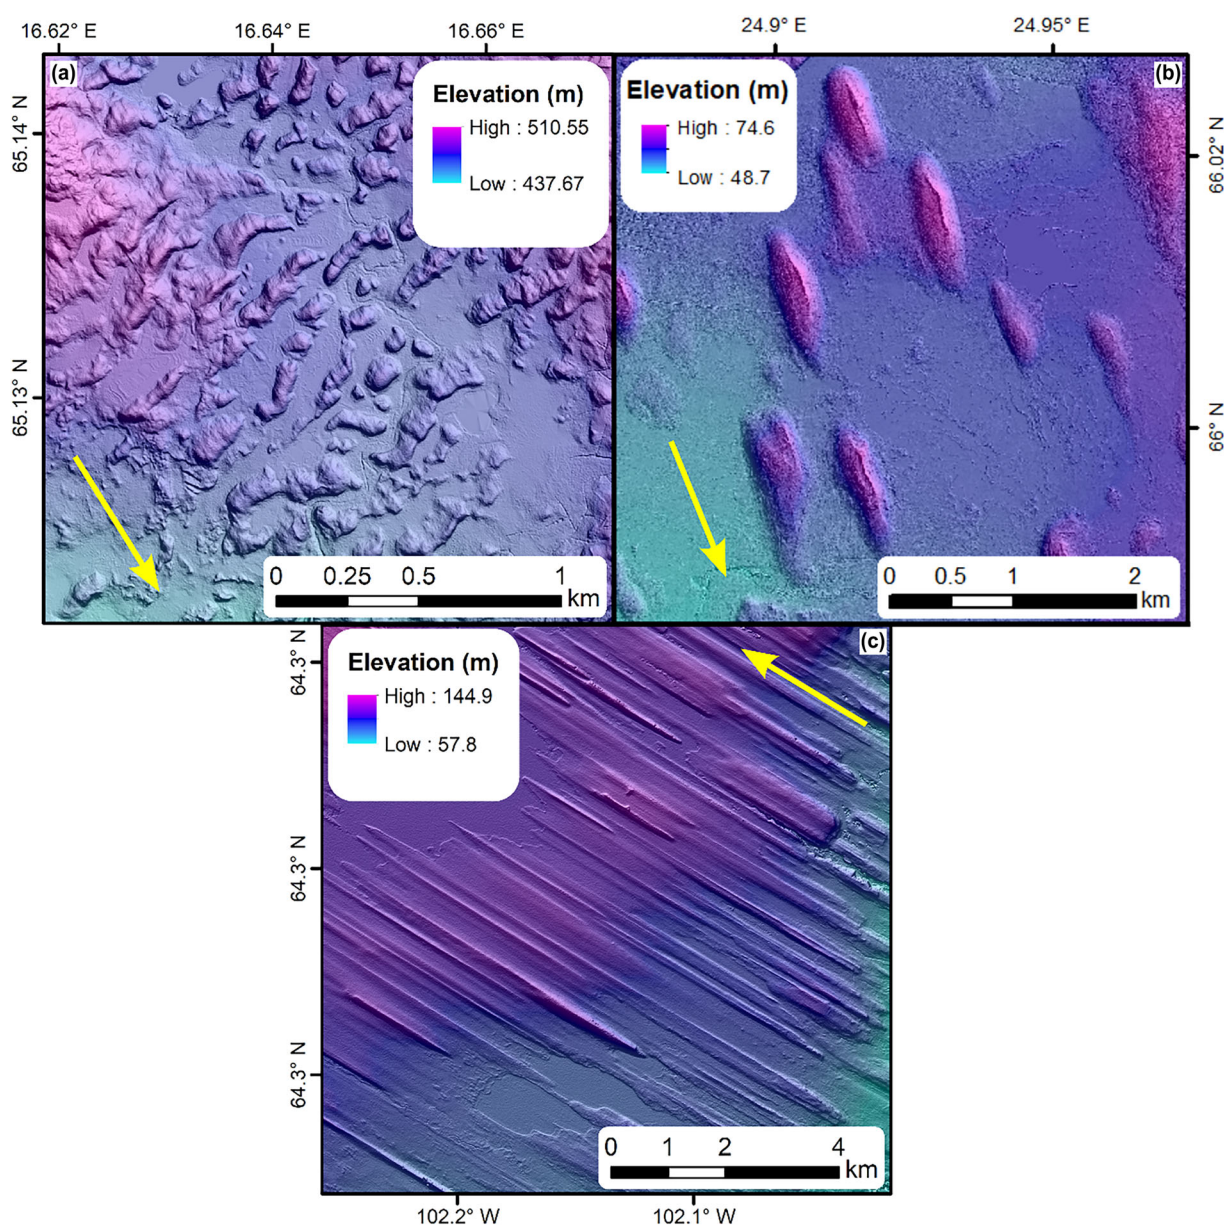 16.62° E 16.64° E 16.66° E 24.9° E 24.95° E
(a)
Elevation (m)
High : 510.55
Low : 437.67
65.14° N
65.13° N
0 0.25 0.5 1
km
(b)
Elevation (m)
High : 74.6
Low : 48.7
66.02° N
66° N
0 0.5 1 2
km
(c)
Elevation (m)
High : 144.9
Low : 57.8
64.3° N
64.3° N
64.3° N
0 1 2 4
km
102.2° W 102.1° W